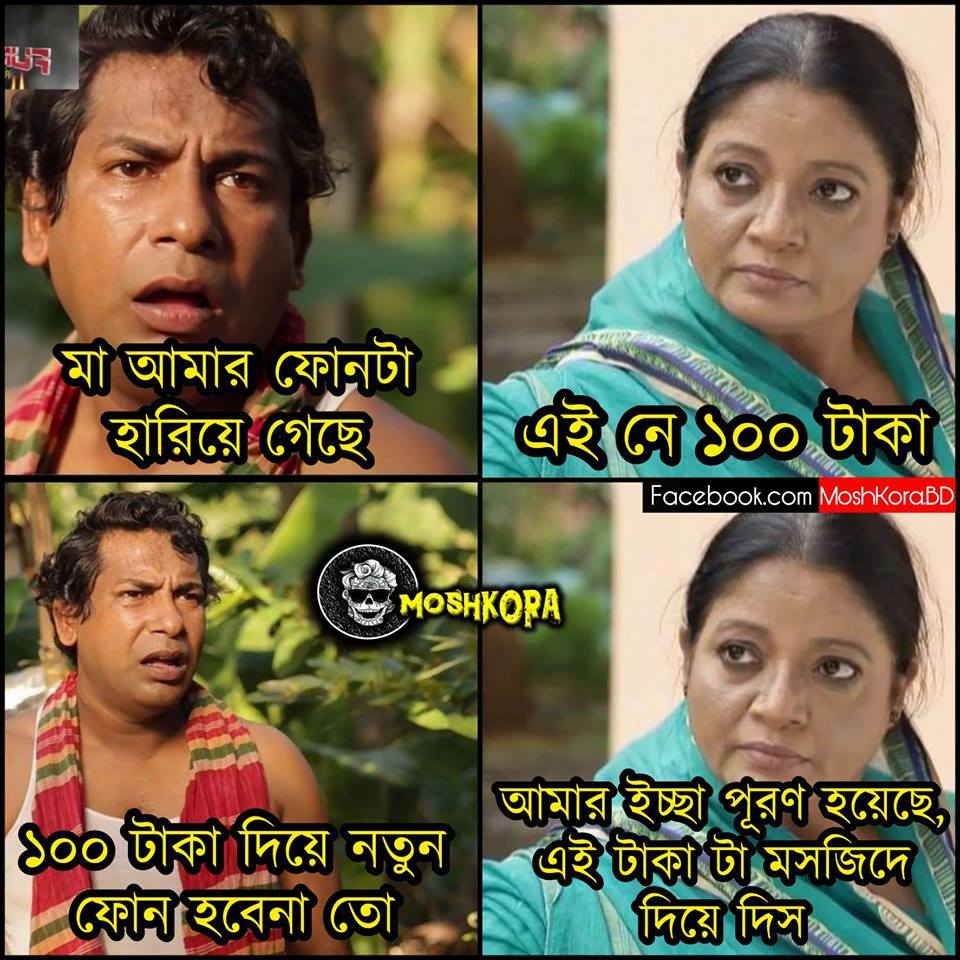 মা আমার ফোনটা
হারিয়ে গেছে
এই নে ১০০ টাকা
Facebook.com MoshKora.BD
MOSHKORA
১০০ টাকা দিয়ে নতুন
ফোন হবেনা তো
আমার ইচ্ছা পূরণ হয়েছে,
এই টাকা টা মসজিদে
দিয়ে দিস